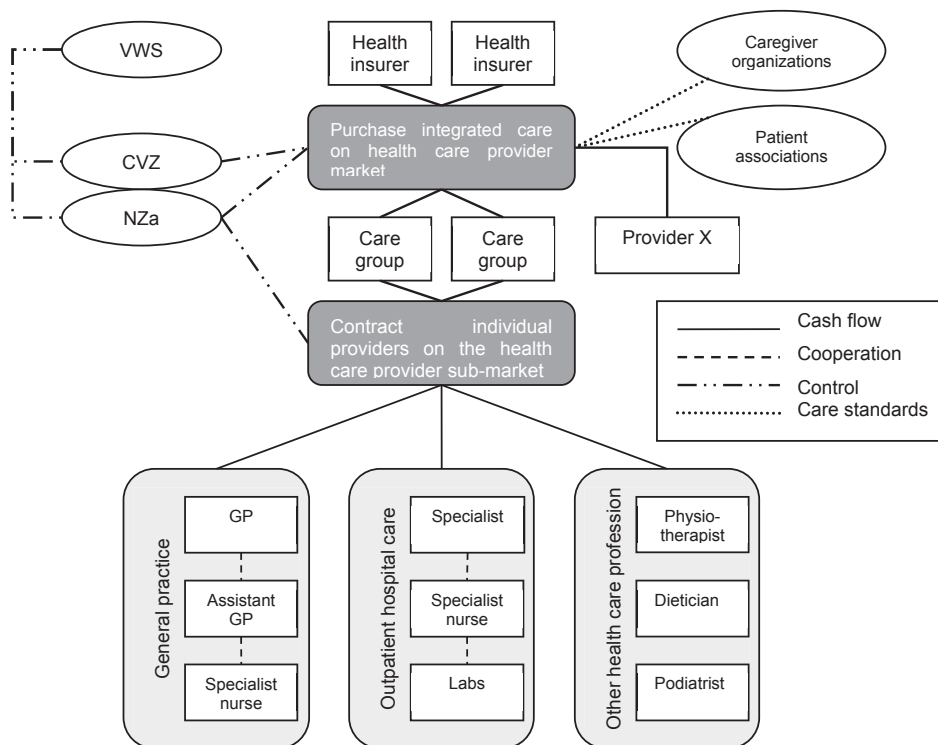 VWS
Health
insurer
Health
insurer
Caregiver
organizations
Purchase integrated care
on health care provider
market
Patient
associations
CVZ
NZa
Care
group
Care
group
Provider X
Contract individual
providers on the health
care provider sub-market
Cash flow
Cooperation
Control
Care standards
General practice
GP
Assistant
GP
Specialist
nurse
Outpatient hospital care
Specialist
Specialist
nurse
Labs
Other health care profession
Physio-
therapist
Dietician
Podiatrist